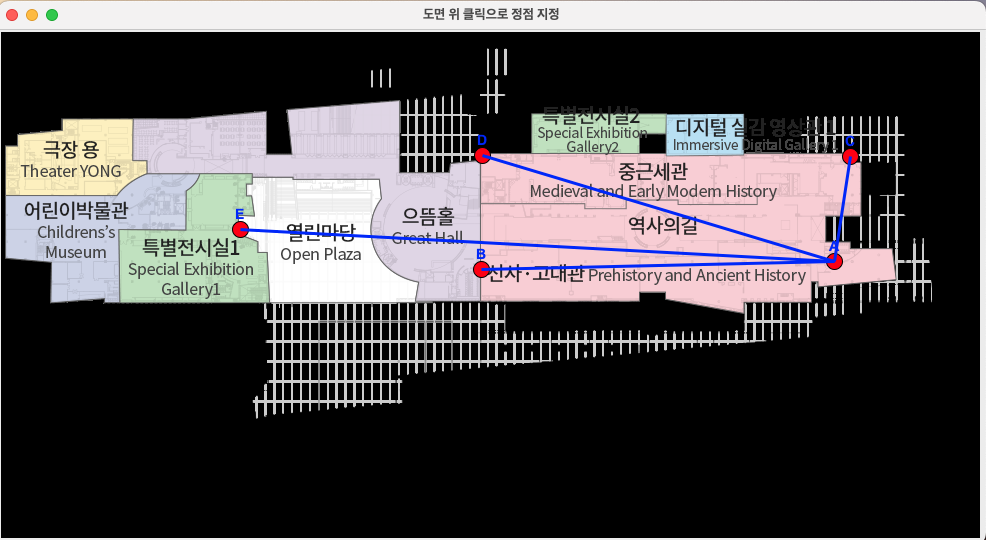 도면 위 클릭으로 정점 지정
특별전시실2
Special Exhibition
Gallery2
디지털 실감 영상관 1
Immersive Digital Gallery 1
D
C
극장 용
Theater YONG
중근세관
Medieval and Early Modern History
어린이박물관
Children's
Museum
E
으뜸홀
Great Hall
역사의길
열린마당
Open Plaza
특별전시실1
Special Exhibition
Gallery1
B
A
선사·고대관 Prehistory and Ancient History